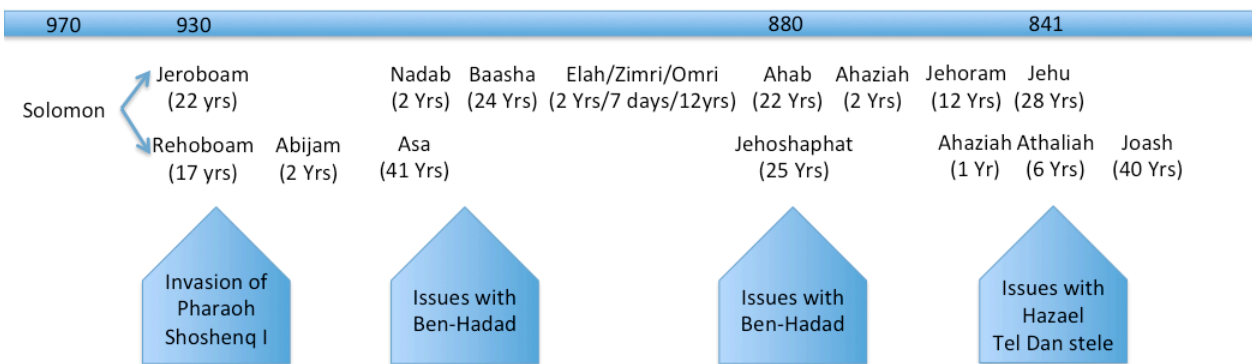 970 930 880 841
Jeroboam Nadab Baasha Elah/Zimri/Omri Ahab Ahaziah Jehoram Jehu
(22 yrs) (2 Yrs) (24 Yrs) (2 Yrs/7 days/12yrs) (22 Yrs) (2 Yrs) (12 Yrs) (28 Yrs)
Solomon
Rehoboam Abijam Asa Jehoshaphat Ahaziah Athaliah Joash
(17 yrs) (2 Yrs) (41 Yrs) (25 Yrs) (1 Yr) (6 Yrs) (40 Yrs)
Invasion of
Pharaoh
Shoshenq I
Issues with
Ben-Hadad
Issues with
Ben-Hadad
Issues with
Hazael
Tel Dan stele